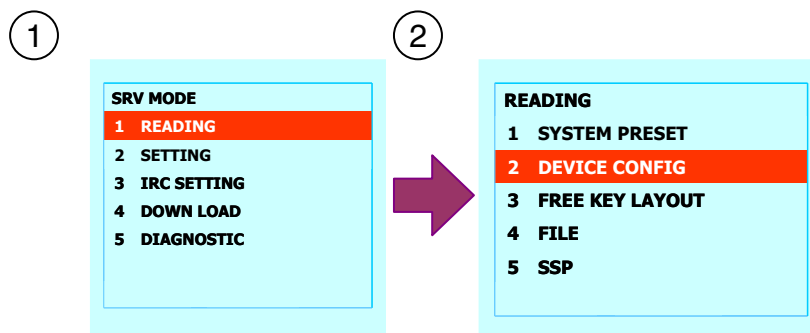 1
SRV MODE
1 READING
2 SETTING
3 IRC SETTING
4 DOWN LOAD
5 DIAGNOSTIC
2
READING
1 SYSTEM PRESET
2 DEVICE CONFIG
3 FREE KEY LAYOUT
4 FILE
5 SSP